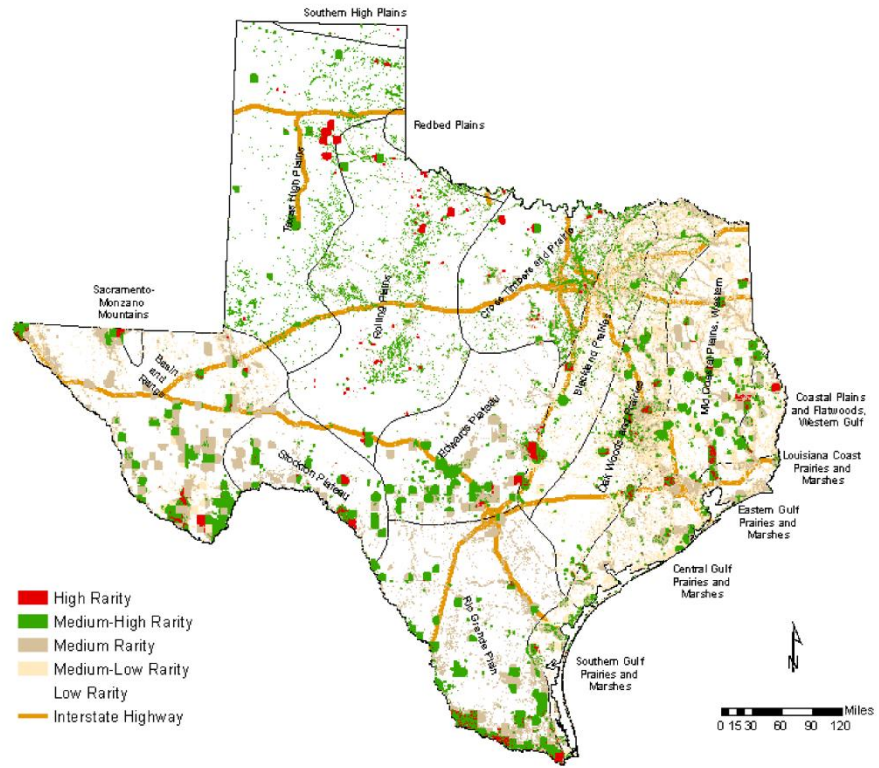 Southern High Plains
Redbed Plains
Texas High Plains
Rolling Plains
Cross Timbers and Prairie
Sacramento-
Monzano
Mountains
Basin
and
Range
Blackland Prairies
Oak Woods and Prairies
Mid Coastal Plains, Western
Coastal Plains
and Flatwoods,
Western Gulf
Edwards Plateau
Stockton Plateau
Louisiana Coast
Prairies and
Marshes
Eastern Gulf
Prairies and
Marshes
Central Gulf
Prairies and
Marshes
Rio Grande Plain
Southern Gulf
Prairies and
Marshes
High Rarity
Medium-High Rarity
Medium Rarity
Medium-Low Rarity
Low Rarity
Interstate Highway
N
Miles
0 15 30 60 90 120